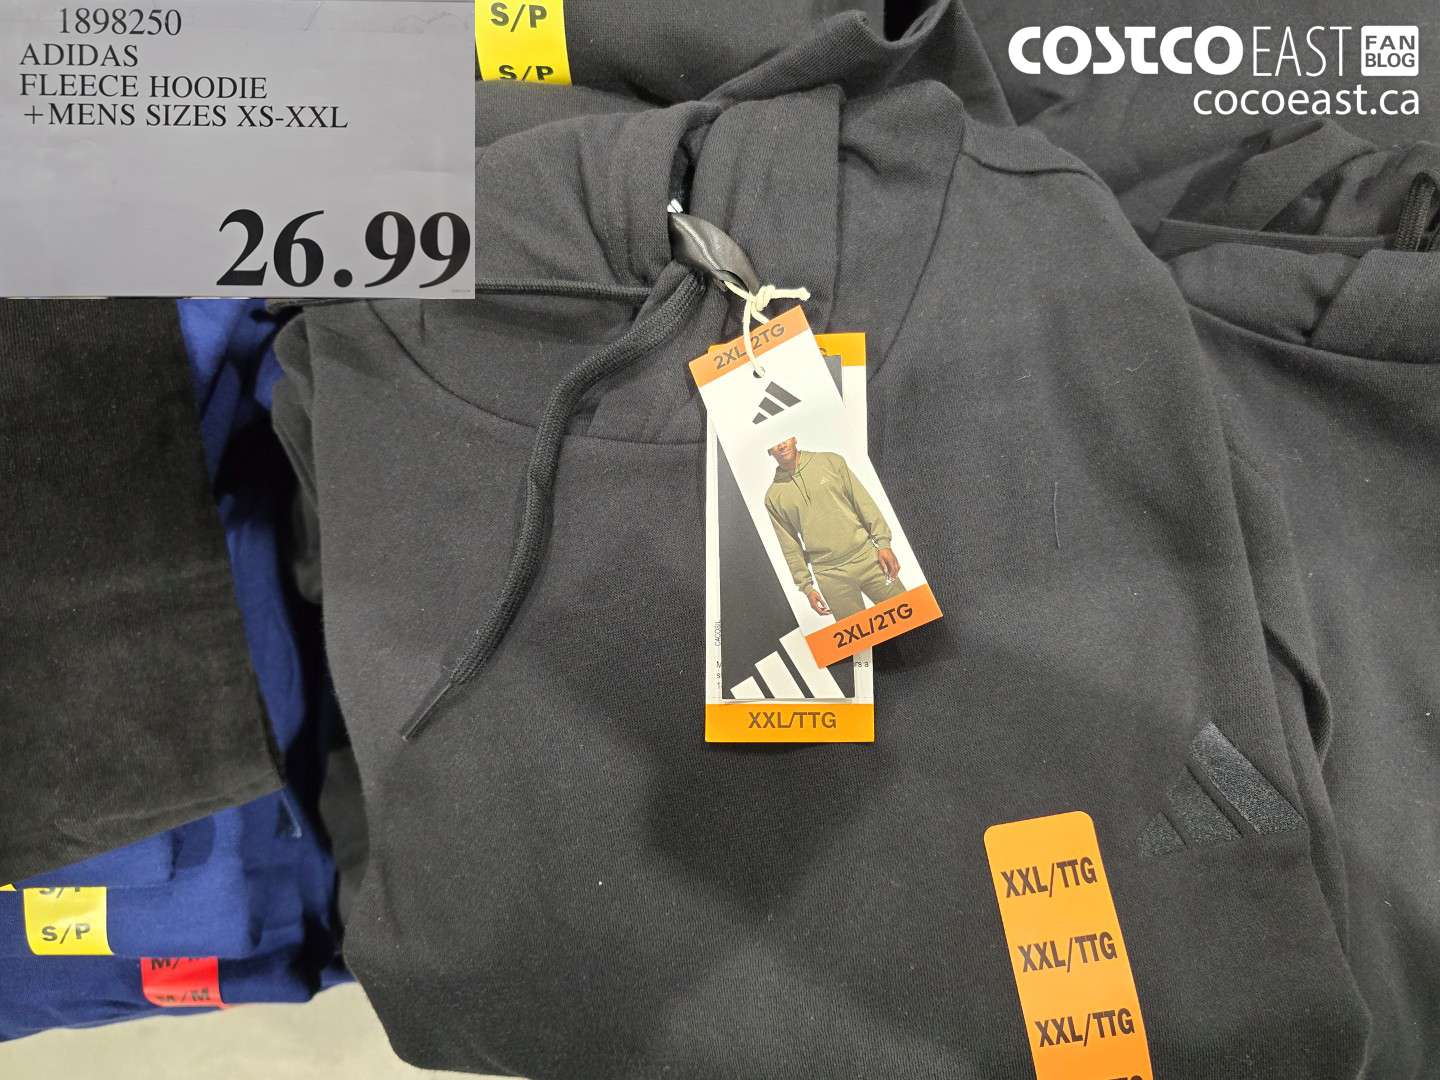 1898250
ADIDAS
FLEECE HOODIE
+MENS SIZES XS-XXL
26.99
S/P
S/P
COSTCO EAST FAN BLOG
cocoeast.ca
2XL/2TG
2XL/2TG
XXL/TTG
S/P
S/P
XXL/TTG
XXL/TTG
XXL/TTG